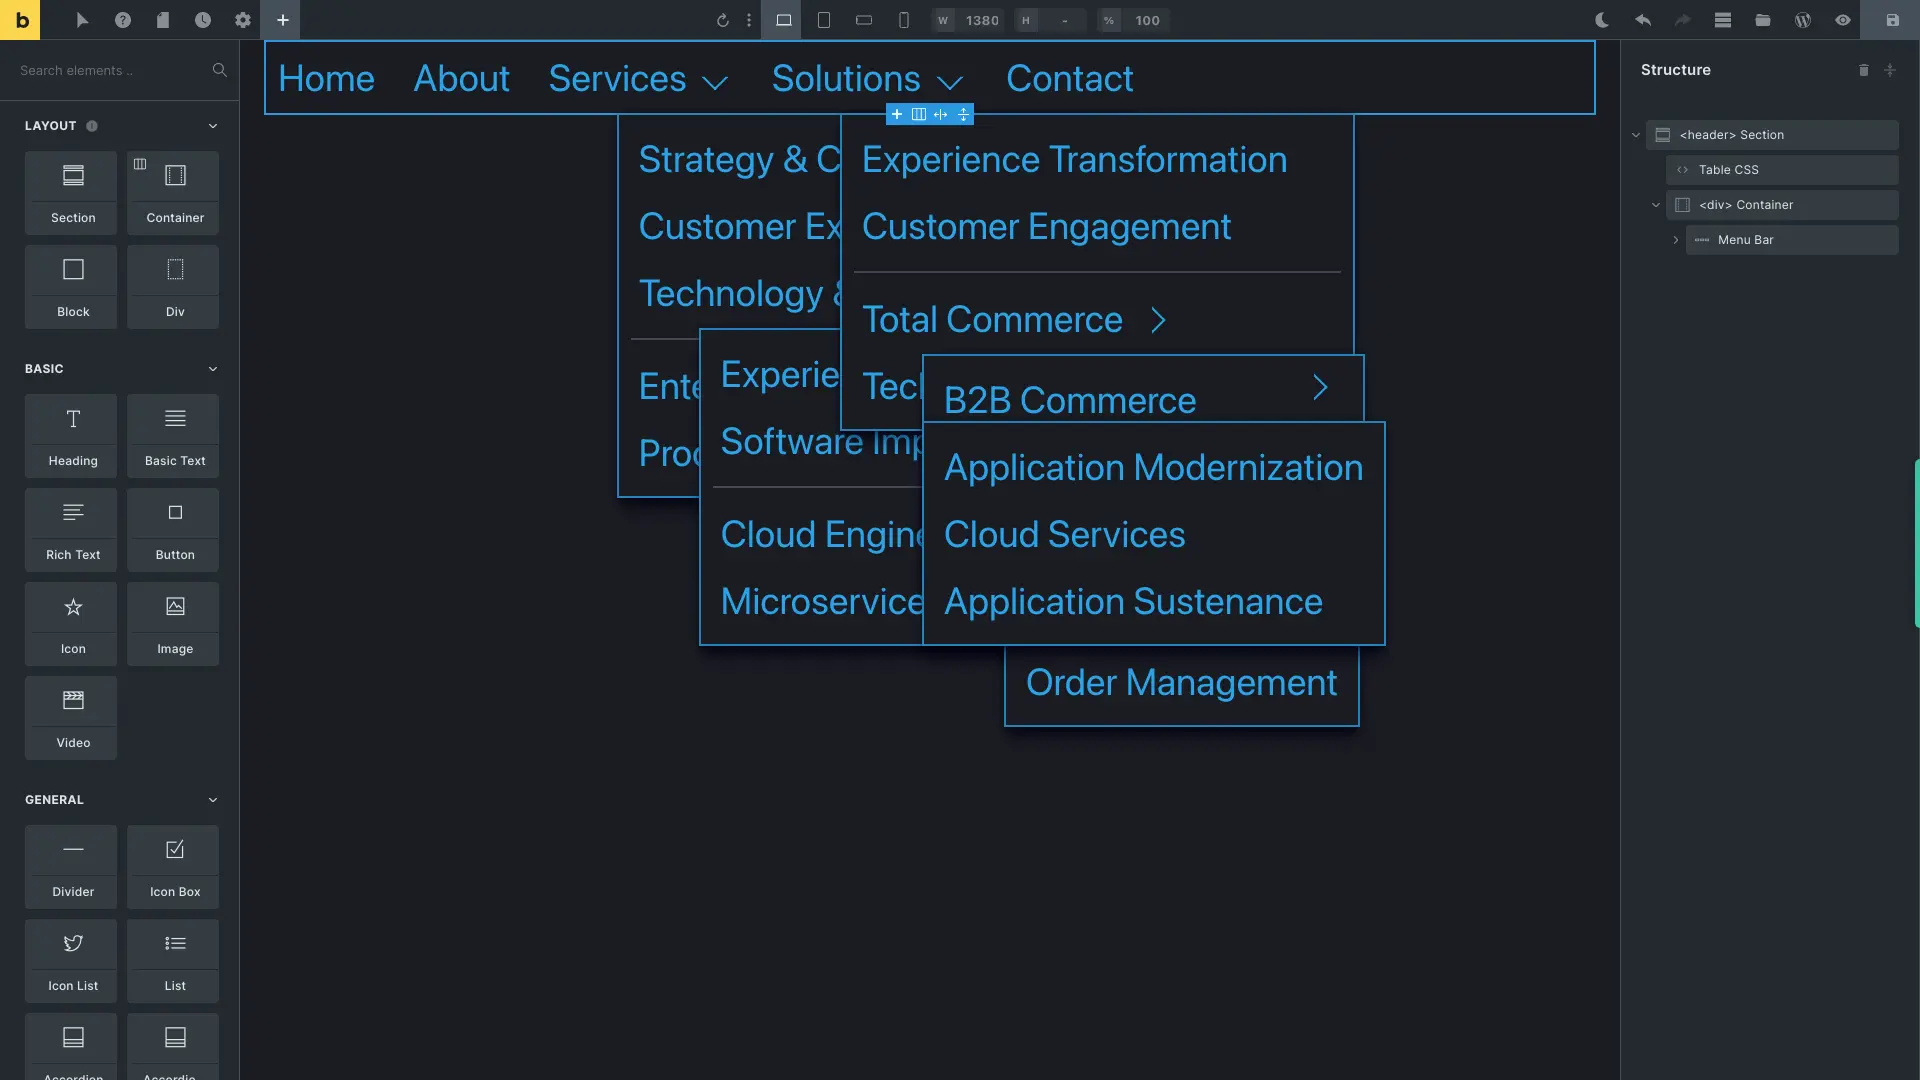 b
W 1380 H - % 100
Search elements ..
LAYOUT
Section
Container
Block
Div
BASIC
Heading
Basic Text
Rich Text
Button
Icon
Image
Video
GENERAL
Divider
Icon Box
Icon List
List
Home About Services Solutions Contact
Strategy & C
Customer Ex
Technology &
Ente
Proc
Experie
Software Imp
Cloud Engine
Microservice
Experience Transformation
Customer Engagement
Total Commerce
Tech
B2B Commerce
Application Modernization
Cloud Services
Application Sustenance
Order Management
Structure
<header> Section
Table CSS
<div> Container
Menu Bar